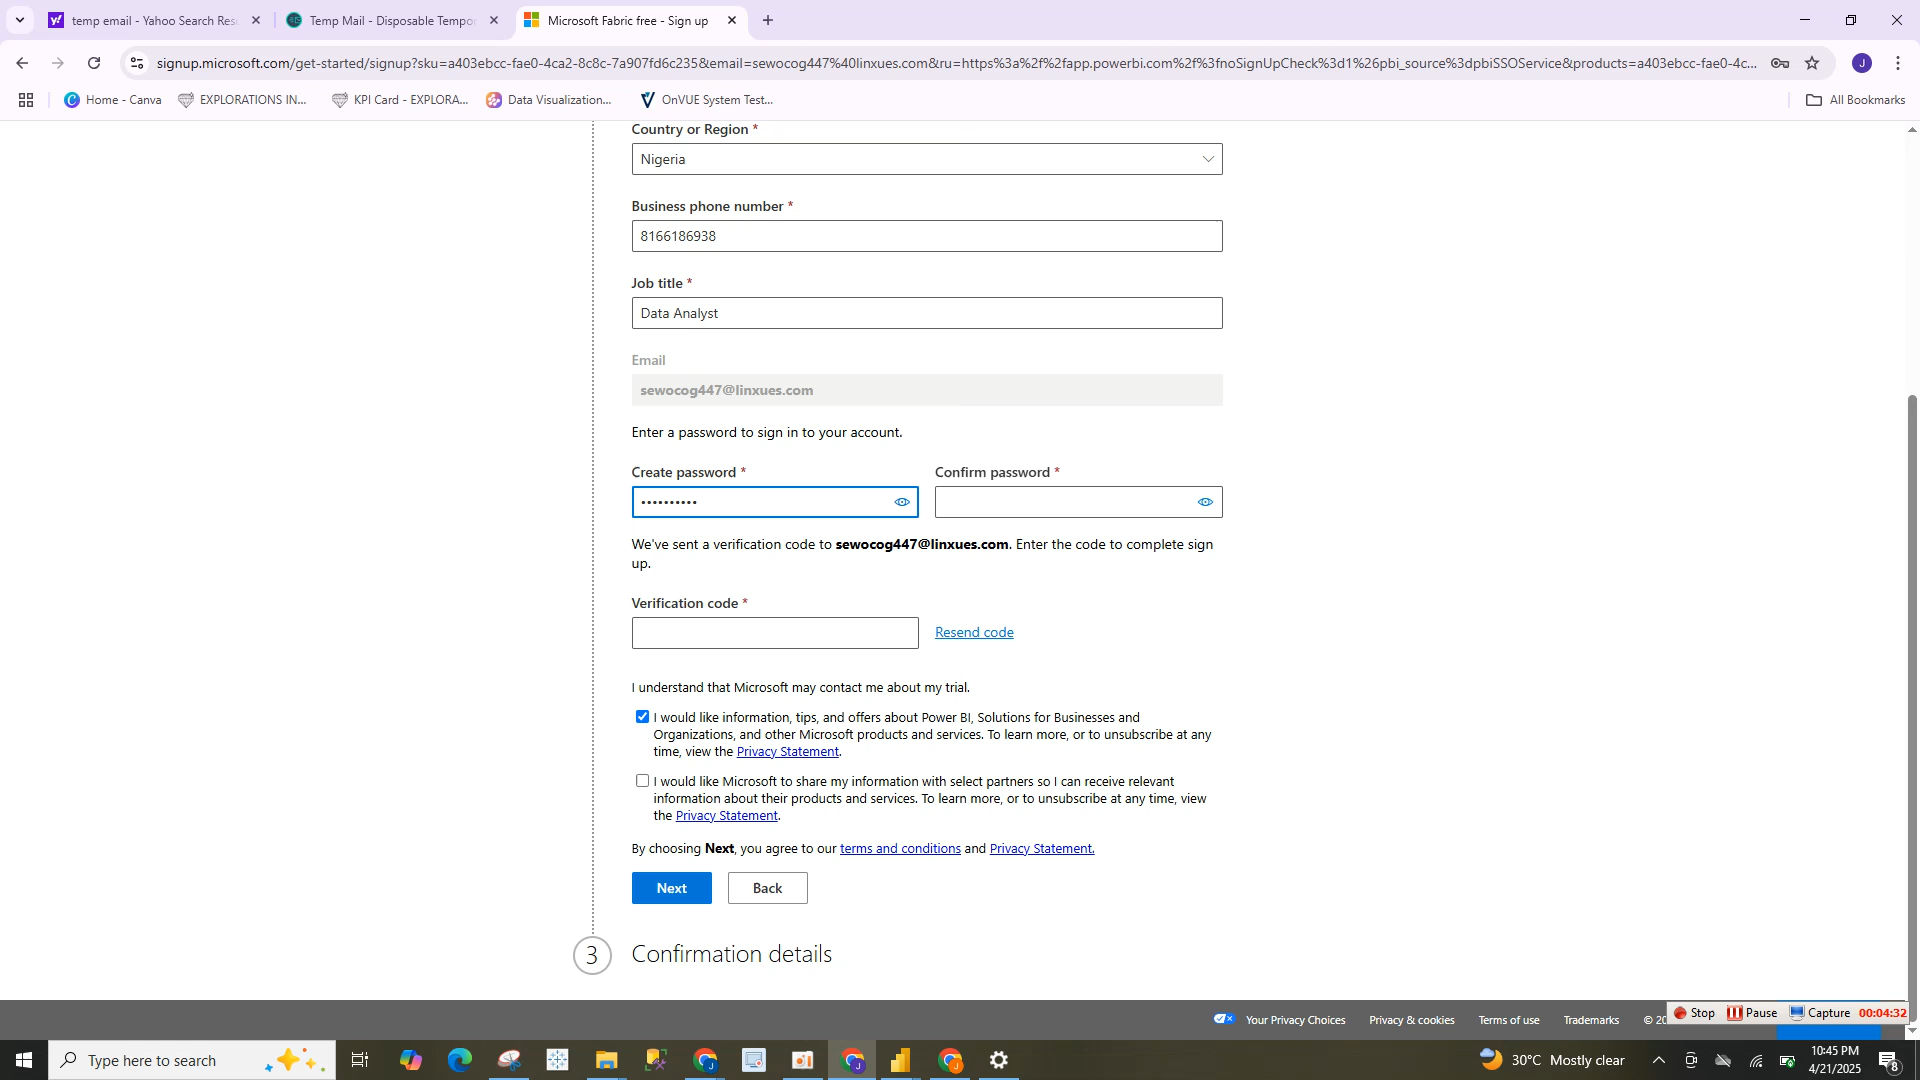 temp email - Yahoo Search Res
Temp Mail - Disposable Tempor
Microsoft Fabric free - Sign up
signup.microsoft.com/get-started/signup?sku=a403ebcc-fae0-4ca2-8c8c-7a907fd6c235&email=sewocog447%40linxues.com&ru=https%3a%2f%2fapp.powerbi.com%2f%3fnoSignUpCheck%3d1%26pbi_source%3dpbiSSOService&products=a403ebcc-fae0-4c...
J
Home - Canva
EXPLORATIONS IN...
KPI Card - EXPLORA...
Data Visualization...
OnVUE System Test...
All Bookmarks
Country or Region *
Nigeria
Business phone number *
8166186938
Job title *
Data Analyst
Email
sewocog447@linxues.com
Enter a password to sign in to your account.
Create password *
Confirm password *
••••••••••
We've sent a verification code to sewocog447@linxues.com. Enter the code to complete sign
up.
Verification code *
Resend code
I understand that Microsoft may contact me about my trial.
I would like information, tips, and offers about Power BI, Solutions for Businesses and
Organizations, and other Microsoft products and services. To learn more, or to unsubscribe at any
time, view the Privacy Statement.
I would like Microsoft to share my information with select partners so I can receive relevant
information about their products and services. To learn more, or to unsubscribe at any time, view
the Privacy Statement.
By choosing Next, you agree to our terms and conditions and Privacy Statement.
Next
Back
3
Confirmation details
Your Privacy Choices
Privacy & cookies
Terms of use
Trademarks
© 20
Stop
Pause
Capture
00:04:32
Type here to search
30°C Mostly clear
10:45 PM
4/21/2025
8